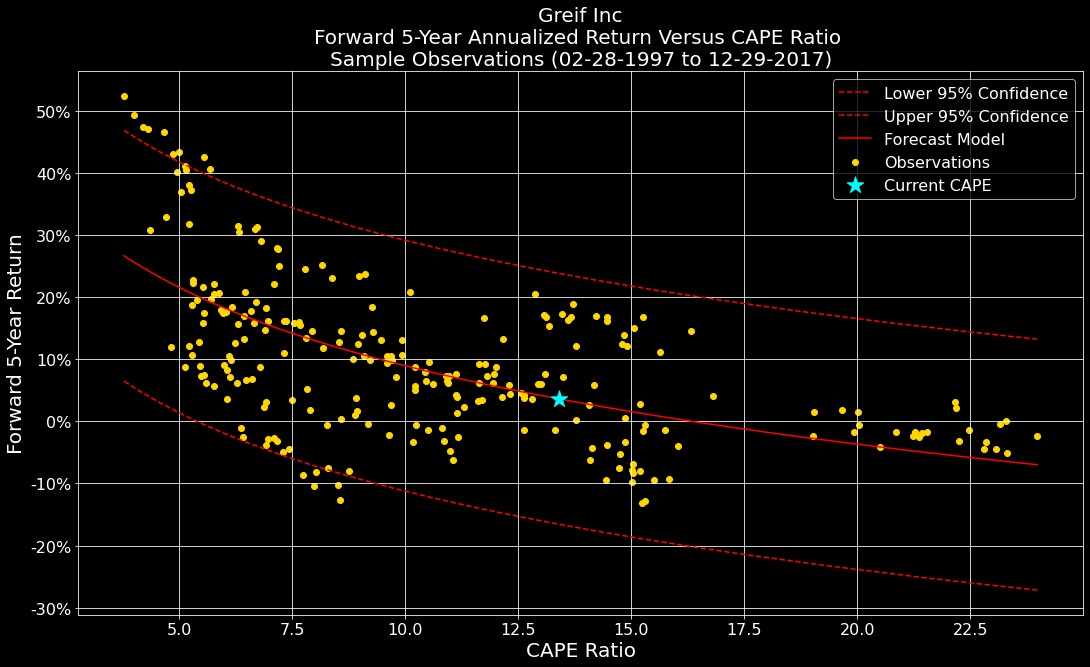 Greif Inc
Forward 5-Year Annualized Return Versus CAPE Ratio
Sample Observations (02-28-1997 to 12-29-2017)
Lower 95% Confidence
Upper 95% Confidence
Forecast Model
Observations
Current CAPE
Forward 5-Year Return
50%
40%
30%
20%
10%
0%
-10%
-20%
-30%
5.0 7.5 10.0 12.5 15.0 17.5 20.0 22.5
CAPE Ratio